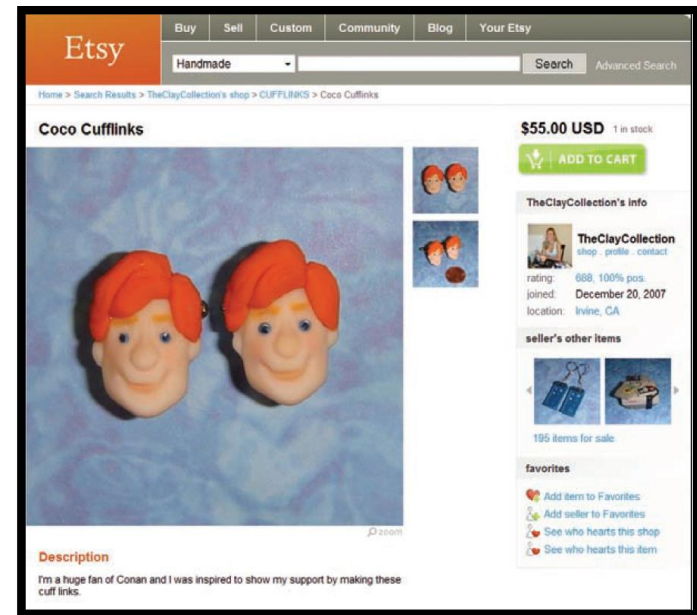 Etsy
Buy Sell Custom Community Blog Your Etsy
Handmade Search Advanced Search
Home > Search Results > TheClayCollection's shop > CUFFLINKS > Coco Cufflinks
Coco Cufflinks
zoom
Description
I'm a huge fan of Conan and I was inspired to show my support by making these
cuff links.
$55.00 USD 1 in stock
ADD TO CART
TheClayCollection's info
TheClayCollection
shop . profile . contact
rating: 688, 100% pos.
joined: December 20, 2007
location: Irvine, CA
seller's other items
195 items for sale
favorites
Add item to Favorites
Add seller to Favorites
See who hearts this shop
See who hearts this item